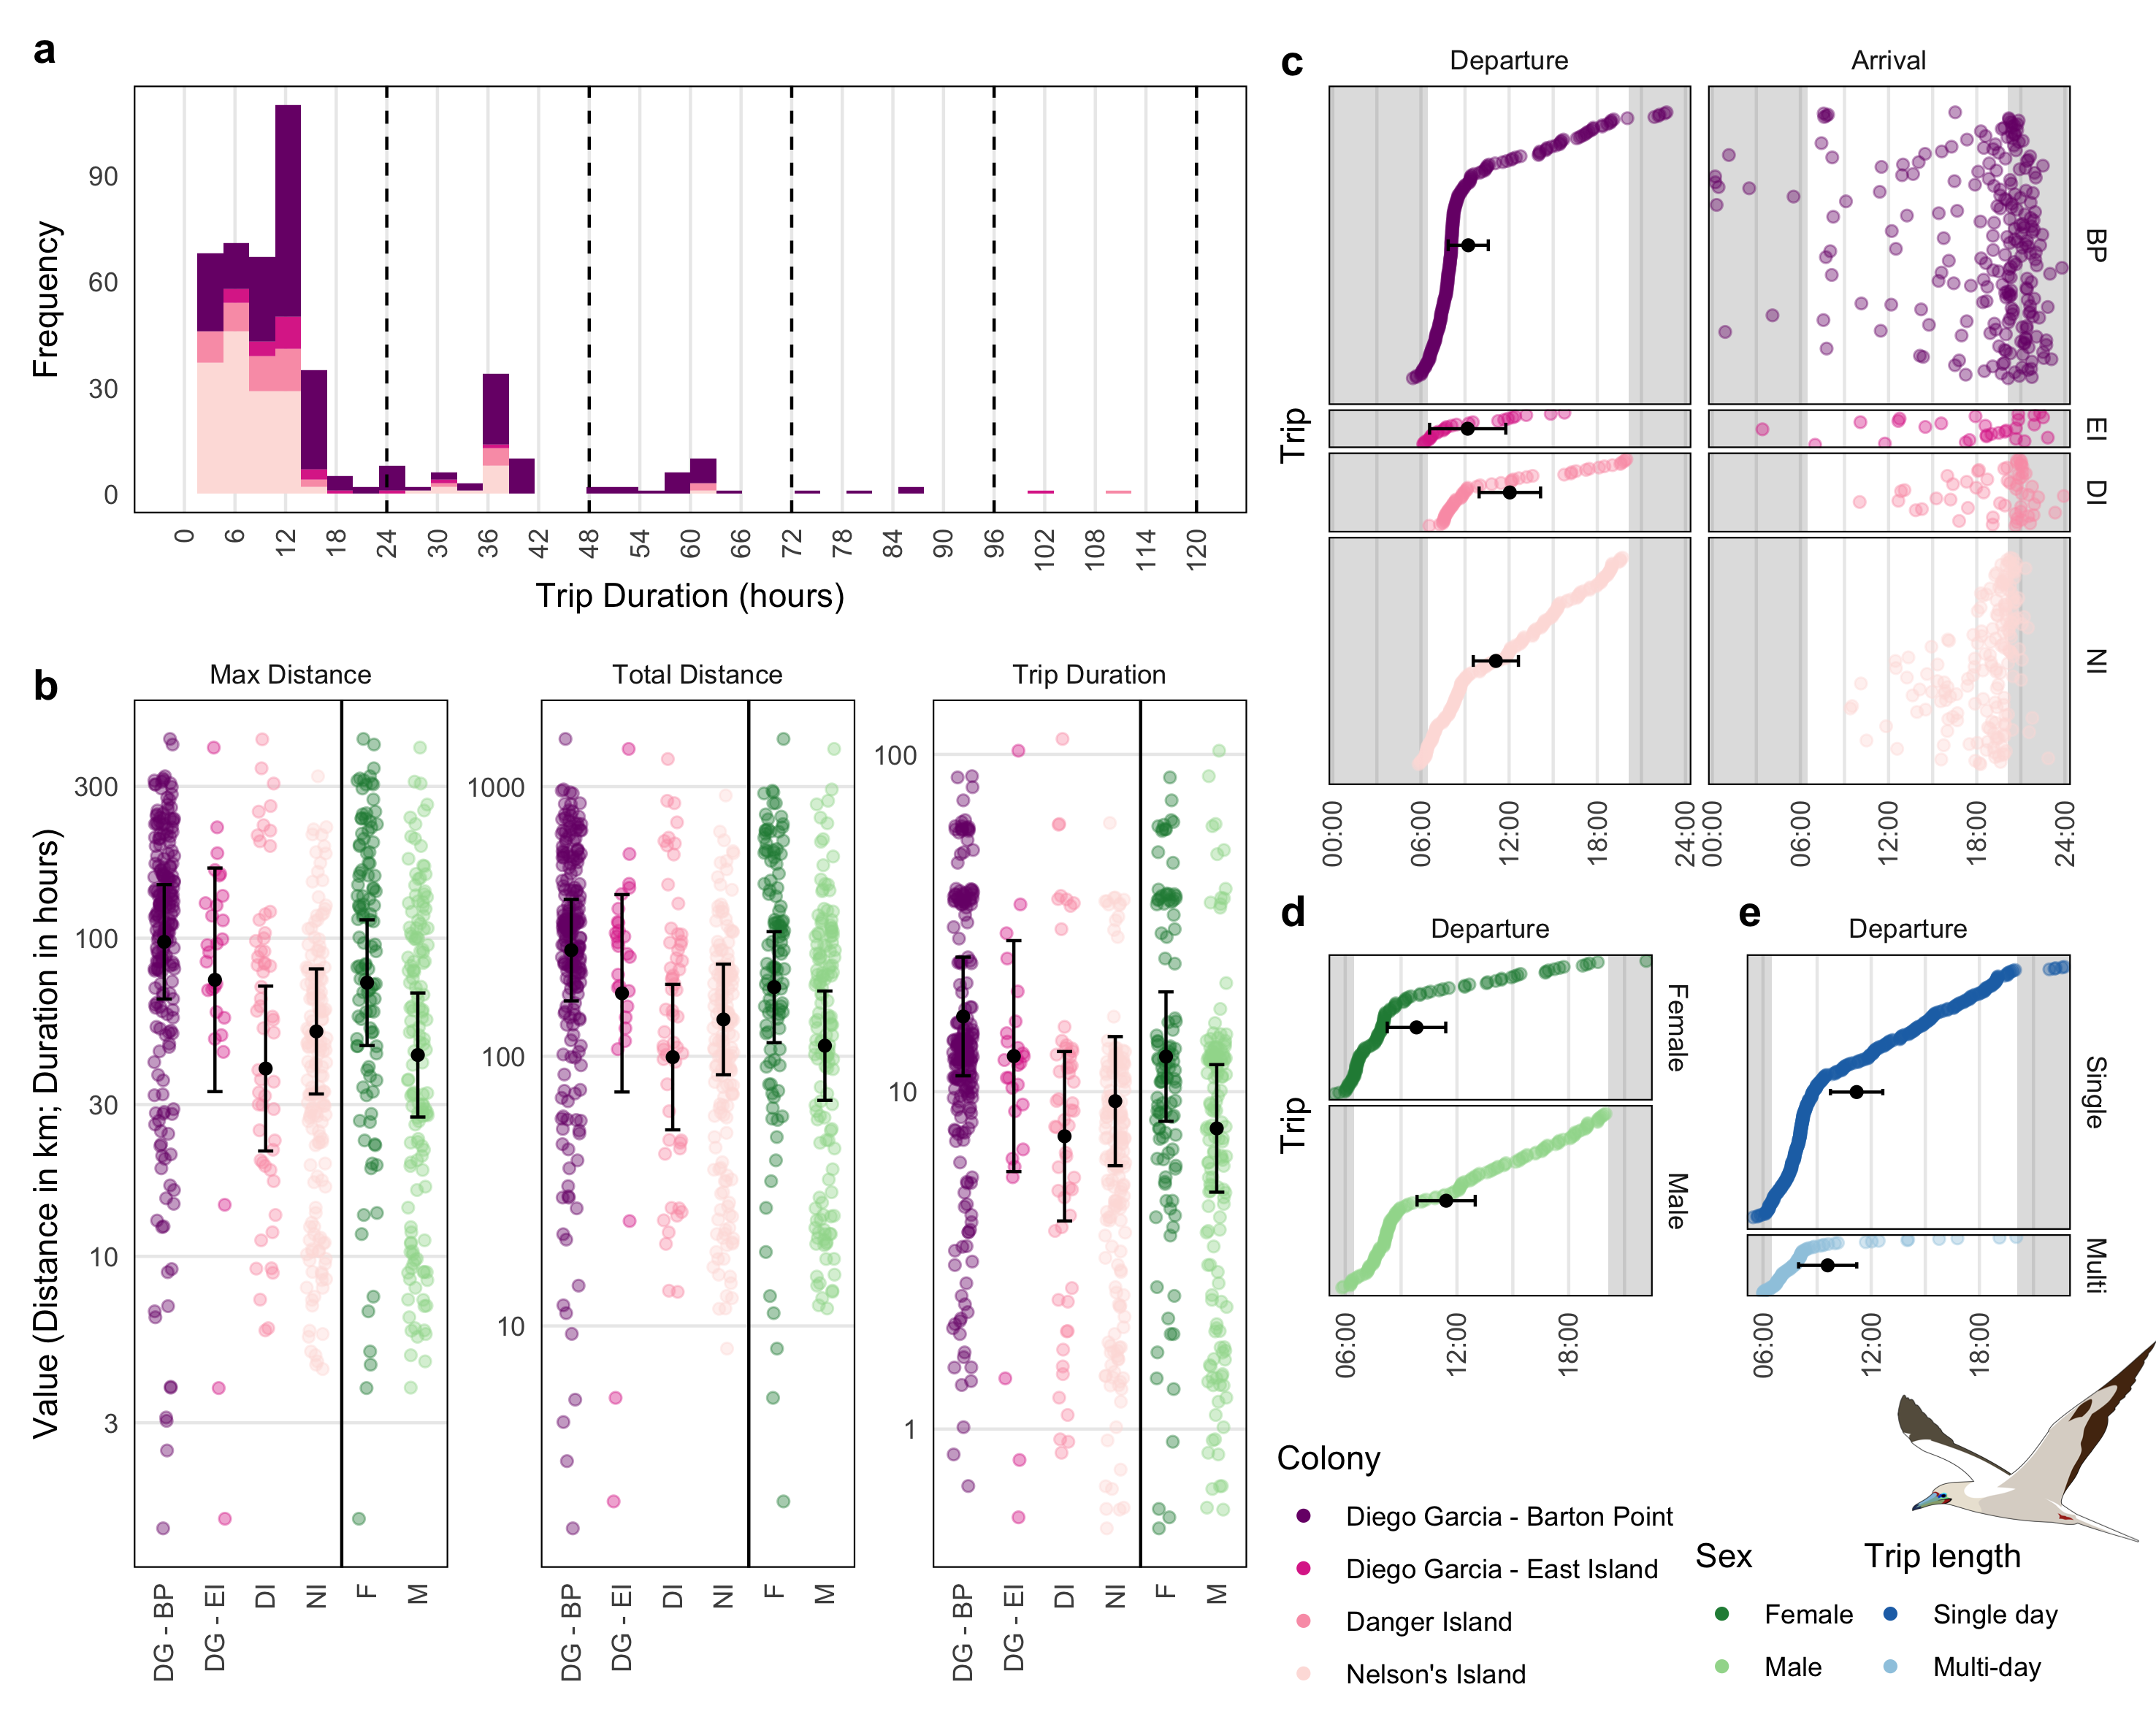 a
Frequency
90
60
30
0
0 6 12 18 24 30 36 42 48 54 60 66 72 78 84 90 96 102 108 114 120
Trip Duration (hours)
b
Max Distance Total Distance Trip Duration
Value (Distance in km; Duration in hours)
300
100
30
10
3
1000
100
10
100
10
1
DG - BP DG - EI DI NI F M
DG - BP DG - EI DI NI F M
DG - BP DG - EI DI NI F M
c
Departure Arrival
Trip
BP
EI
DI
NI
00:00 06:00 12:00 18:00 24:00
00:00 06:00 12:00 18:00 24:00
d
Departure
Trip
Female
Male
06:00 12:00 18:00
e
Departure
Single
Multi
06:00 12:00 18:00
Colony
Diego Garcia - Barton Point
Diego Garcia - East Island
Danger Island
Nelson's Island
Sex
Female
Male
Trip length
Single day
Multi-day